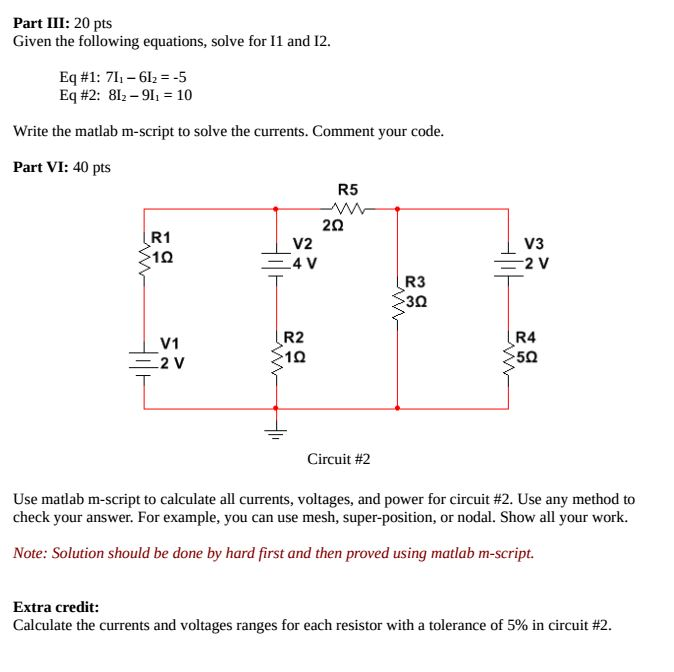 Part III: 20 pts
Given the following equations, solve for I1 and I2.
Eq #1: 7I₁ – 6I₂ = -5
Eq #2: 8I₂ – 9I₁ = 10
Write the matlab m-script to solve the currents. Comment your code.
Part VI: 40 pts
R5
2Ω
R1
1Ω
V2
4 V
V3
2 V
R3
3Ω
V1
2 V
R2
1Ω
R4
5Ω
Circuit #2
Use matlab m-script to calculate all currents, voltages, and power for circuit #2. Use any method to
check your answer. For example, you can use mesh, super-position, or nodal. Show all your work.
Note: Solution should be done by hard first and then proved using matlab m-script.
Extra credit:
Calculate the currents and voltages ranges for each resistor with a tolerance of 5% in circuit #2.